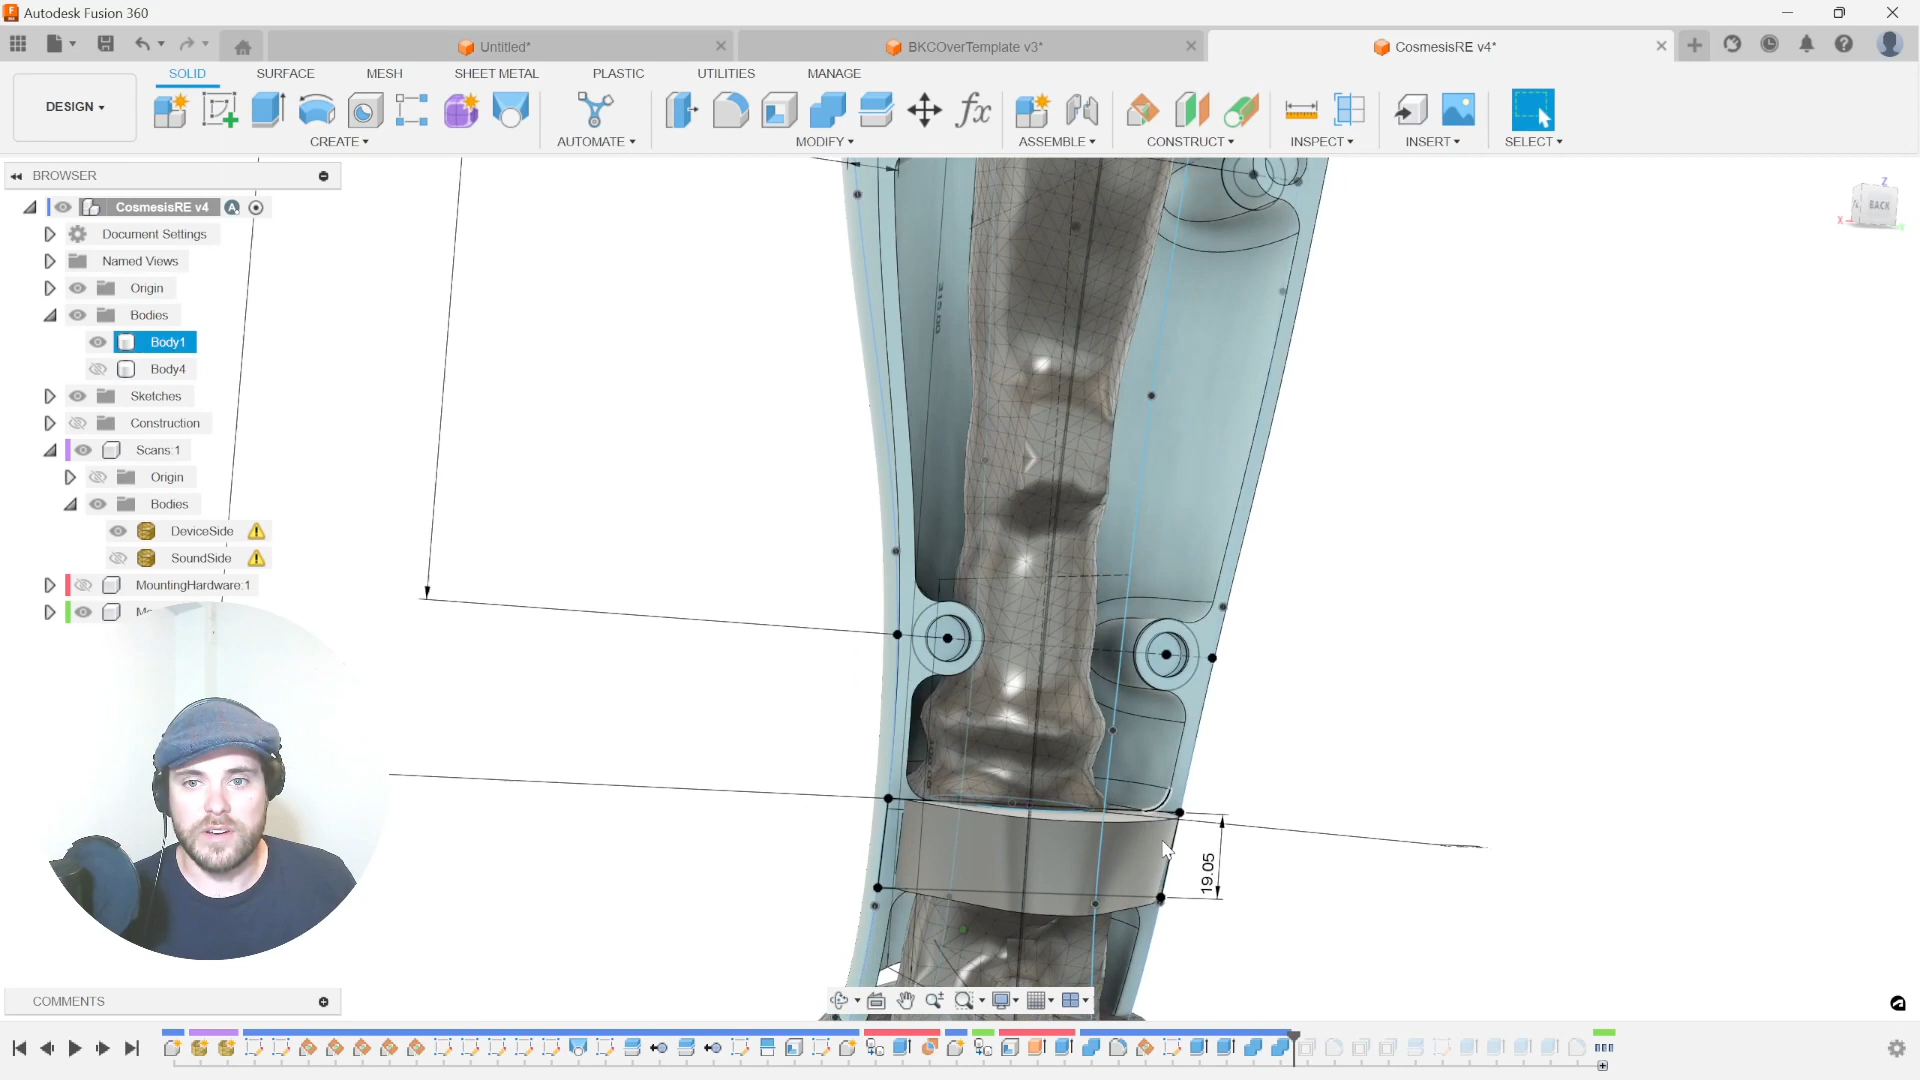 Autodesk Fusion 360
Untitled*
BKCOverTemplate v3*
CosmesisRE v4*
DESIGN
SOLID SURFACE MESH SHEET METAL PLASTIC UTILITIES MANAGE
CREATE AUTOMATE MODIFY ASSEMBLE CONSTRUCT INSPECT INSERT SELECT
BROWSER
CosmesisRE v4
Document Settings
Named Views
Origin
Bodies
Body1
Body4
Sketches
Construction
Scans:1
Origin
Bodies
DeviceSide
SoundSide
MountingHardware:1
315.00
19.05
BACK
Z
X
COMMENTS